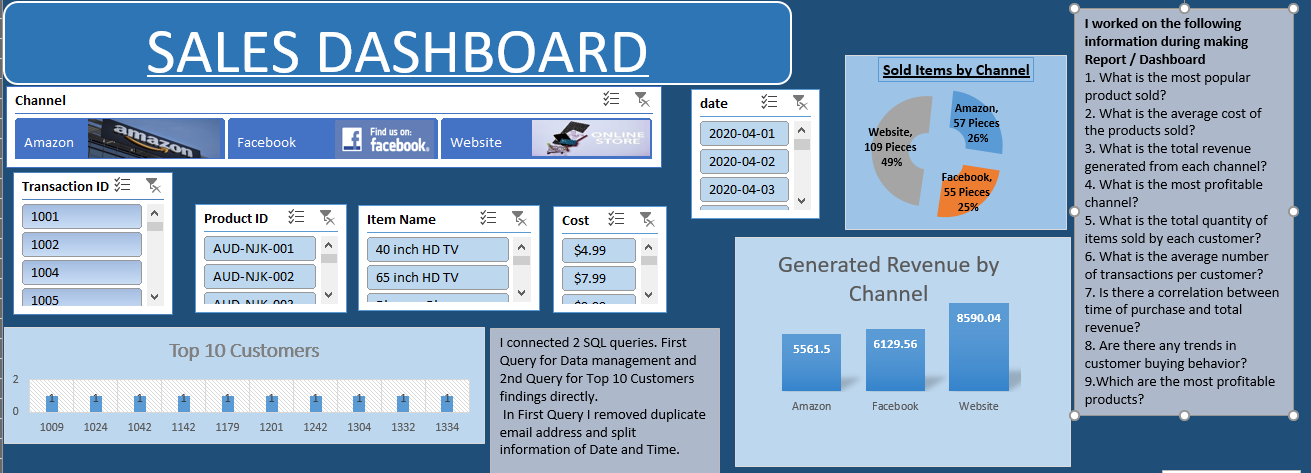 SALES DASHBOARD
Channel
Amazon
amazon
Facebook
Find us on:
facebook.
Website
ONLINE
STORE
Transaction ID
1001
1002
1004
1005
Product ID
AUD-NJK-001
AUD-NJK-002
Item Name
40 inch HD TV
65 inch HD TV
Cost
$4.99
$7.99
date
2020-04-01
2020-04-02
2020-04-03
Sold Items by Channel
Amazon,
57 Pieces
26%
Website,
109 Pieces
49%
Facebook,
55 Pieces
25%
Generated Revenue by
Channel
5561.5
6129.56
8590.04
Amazon
Facebook
Website
Top 10 Customers
2
0
1 1 1 1 1 1 1 1 1 1
1009 1024 1042 1142 1179 1201 1242 1304 1332 1334
I connected 2 SQL queries. First
Query for Data management and
2nd Query for Top 10 Customers
findings directly.
In First Query I removed duplicate
email address and split
information of Date and Time.
I worked on the following
information during making
Report / Dashboard
1. What is the most popular
product sold?
2. What is the average cost of
the products sold?
3. What is the total revenue
generated from each channel?
4. What is the most profitable
channel?
5. What is the total quantity of
items sold by each customer?
6. What is the average number
of transactions per customer?
7. Is there a correlation between
time of purchase and total
revenue?
8. Are there any trends in
customer buying behavior?
9.Which are the most profitable
products?